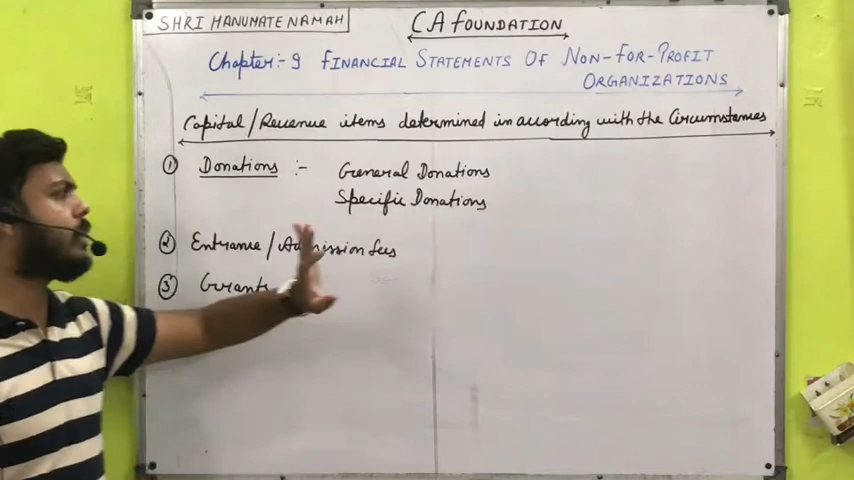 SHRI HANUMATE NAMAH
CA FOUNDATION
Chapter:- 9 FINANCIAL STATEMENTS OF NON-FOR-PROFIT
ORGANIZATIONS
Capital/Revenue items determined in according with the Circumstances
① Donations :- General Donations
Specific Donations
② Entrance/Admission fees
③ Grants